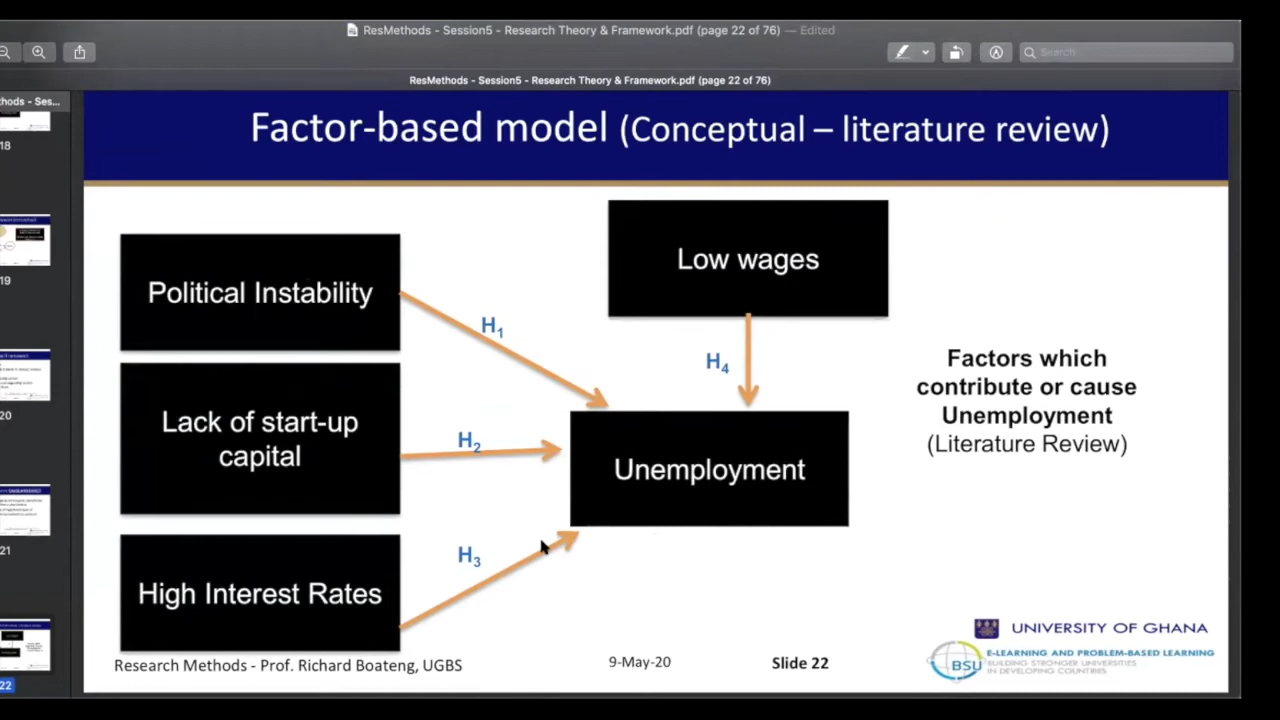 ResMethods - Session5 - Research Theory & Framework.pdf (page 22 of 76) — Edited
Search
ResMethods - Session5 - Research Theory & Framework.pdf (page 22 of 76)
thods - Ses...
18
19
20
21
22
Factor-based model (Conceptual – literature review)
Political Instability
Low wages
H1
H4
Lack of start-up
capital
H2
Unemployment
High Interest Rates
H3
Factors which
contribute or cause
Unemployment
(Literature Review)
Research Methods - Prof. Richard Boateng, UGBS
9-May-20
Slide 22
UNIVERSITY OF GHANA
BSU
E-LEARNING AND PROBLEM-BASED LEARNING
BUILDING STRONGER UNIVERSITIES
IN DEVELOPING COUNTRIES